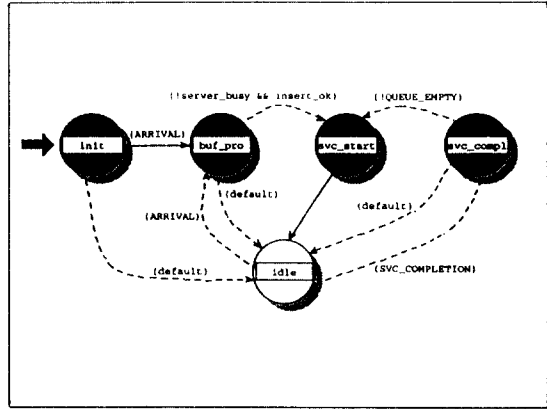 (!server_busy && insert_ok)
(!QUEUE_EMPTY)
(ARRIVAL)
init
buf_pro
svc_start
svc_compl
(default)
(default)
(ARRIVAL)
(default)
idle
(SVC_COMPLETION)